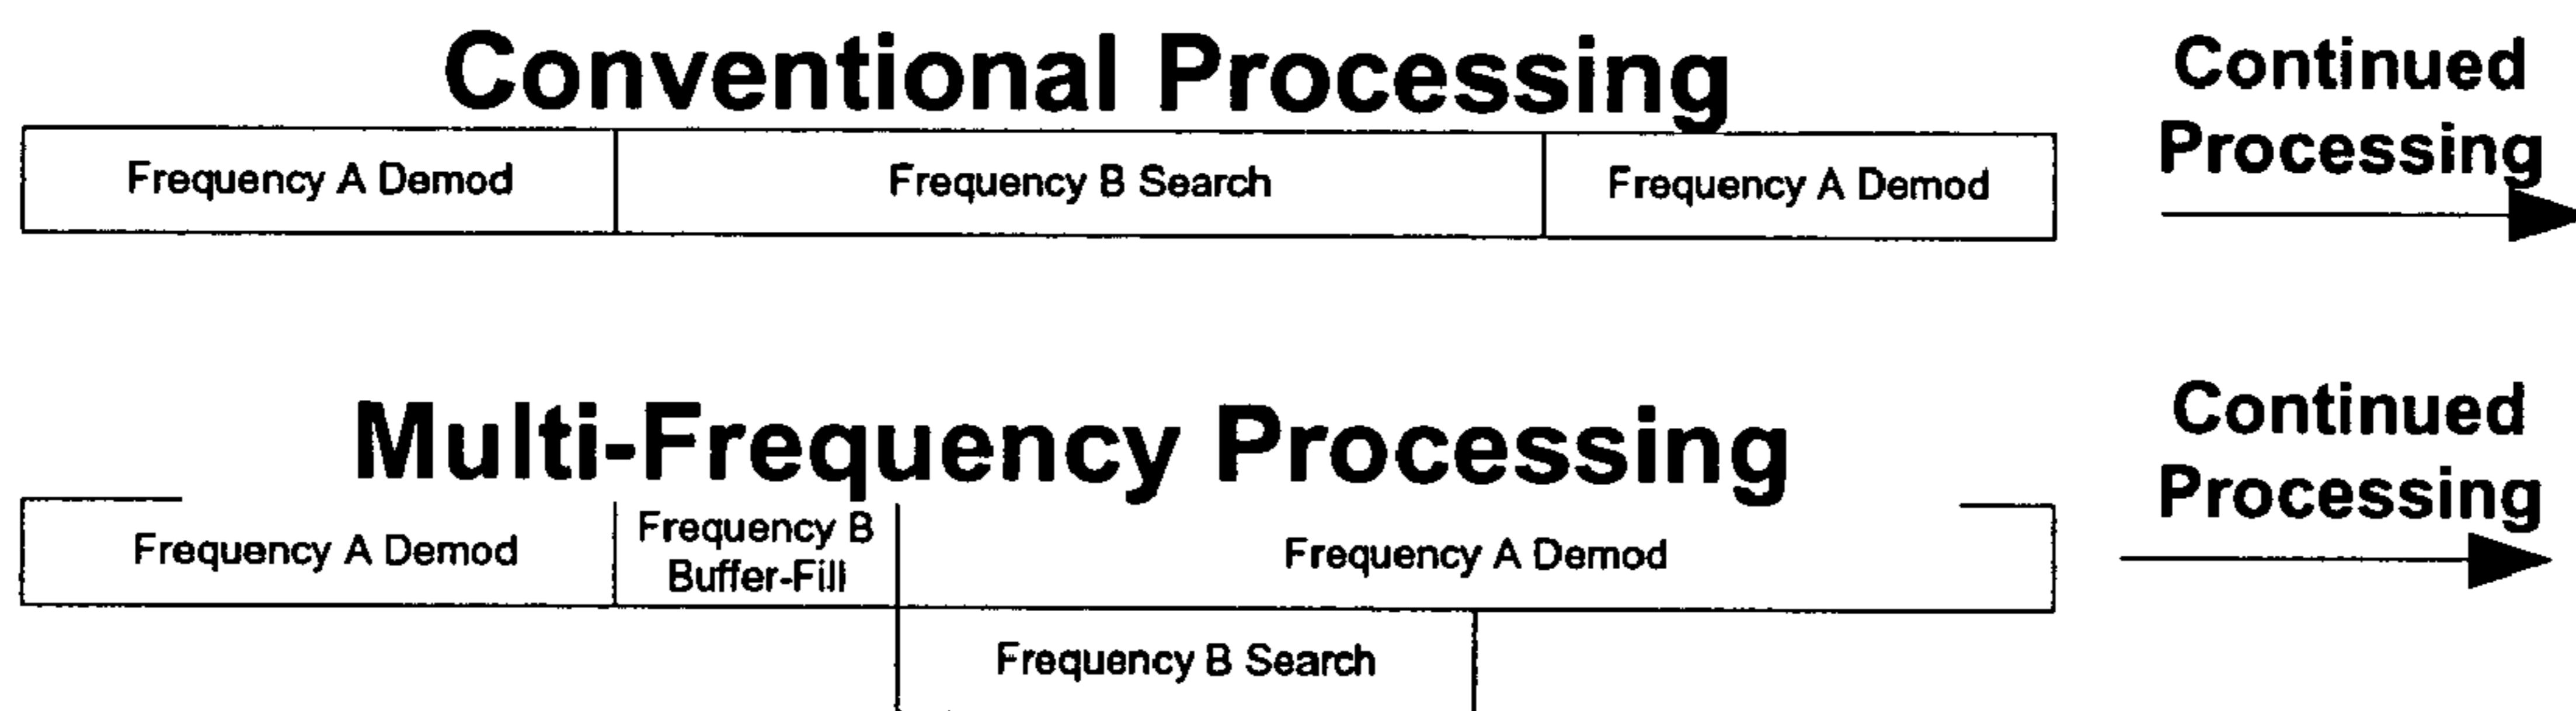 Conventional Processing
Continued
Processing
Frequency A Demod
Frequency B Search
Frequency A Demod
Multi-Frequency Processing
Continued
Processing
Frequency A Demod
Frequency B
Buffer-Fill
Frequency A Demod
Frequency B Search